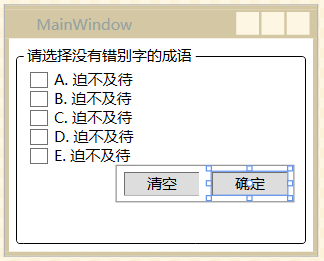 MainWindow
请选择没有错别字的成语
A. 迫不及待
B. 迫不及待
C. 迫不及待
D. 迫不及待
E. 迫不及待
清空 确定